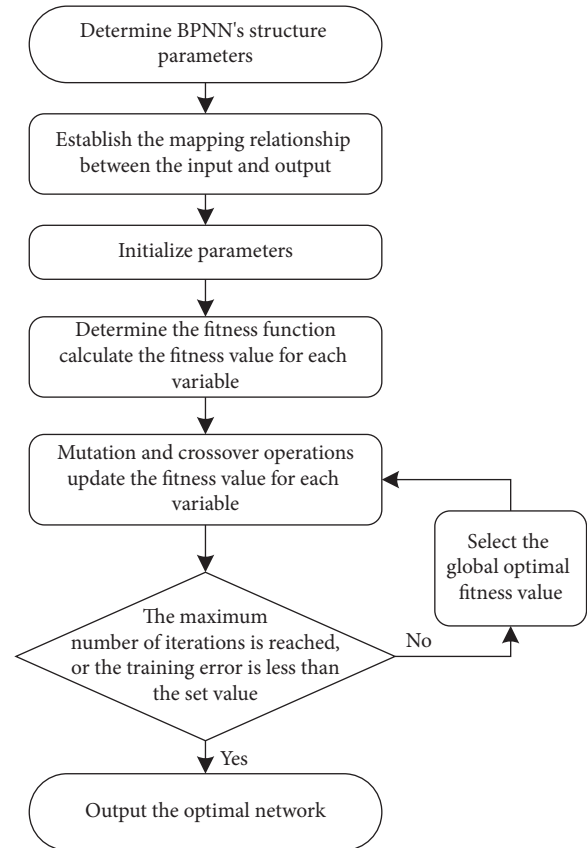 Determine BPNN's structure
parameters
Establish the mapping relationship
between the input and output
Initialize parameters
Determine the fitness function
calculate the fitness value for each
variable
Mutation and crossover operations
update the fitness value for each
variable
Select the
global optimal
fitness value
The maximum
number of iterations is reached,
or the training error is less than
the set value
No
Yes
Output the optimal network